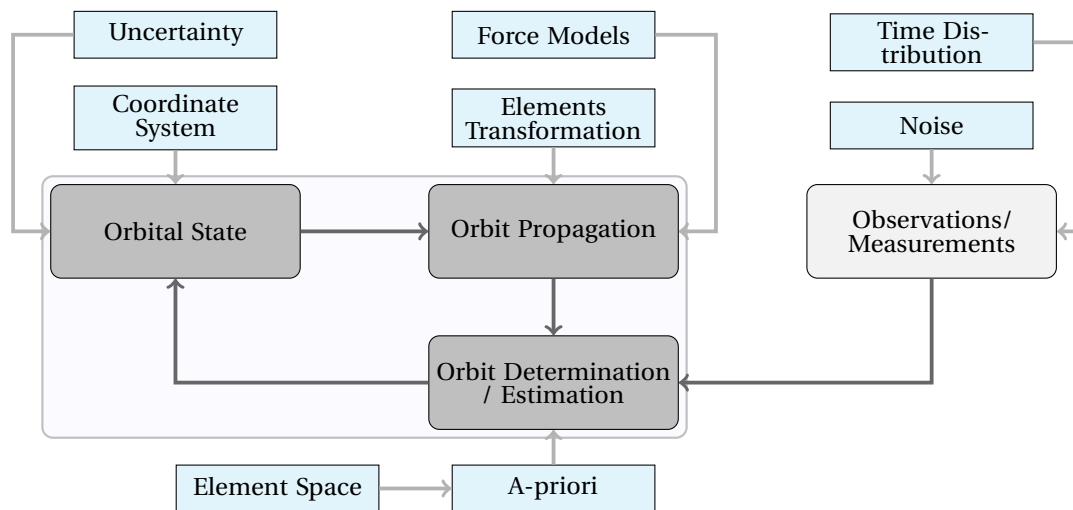 Uncertainty
Force Models
Time Dis-
tribution
Coordinate
System
Elements
Transformation
Noise
Orbital State
Orbit Propagation
Observations/
Measurements
Orbit Determination
/ Estimation
Element Space
A-priori